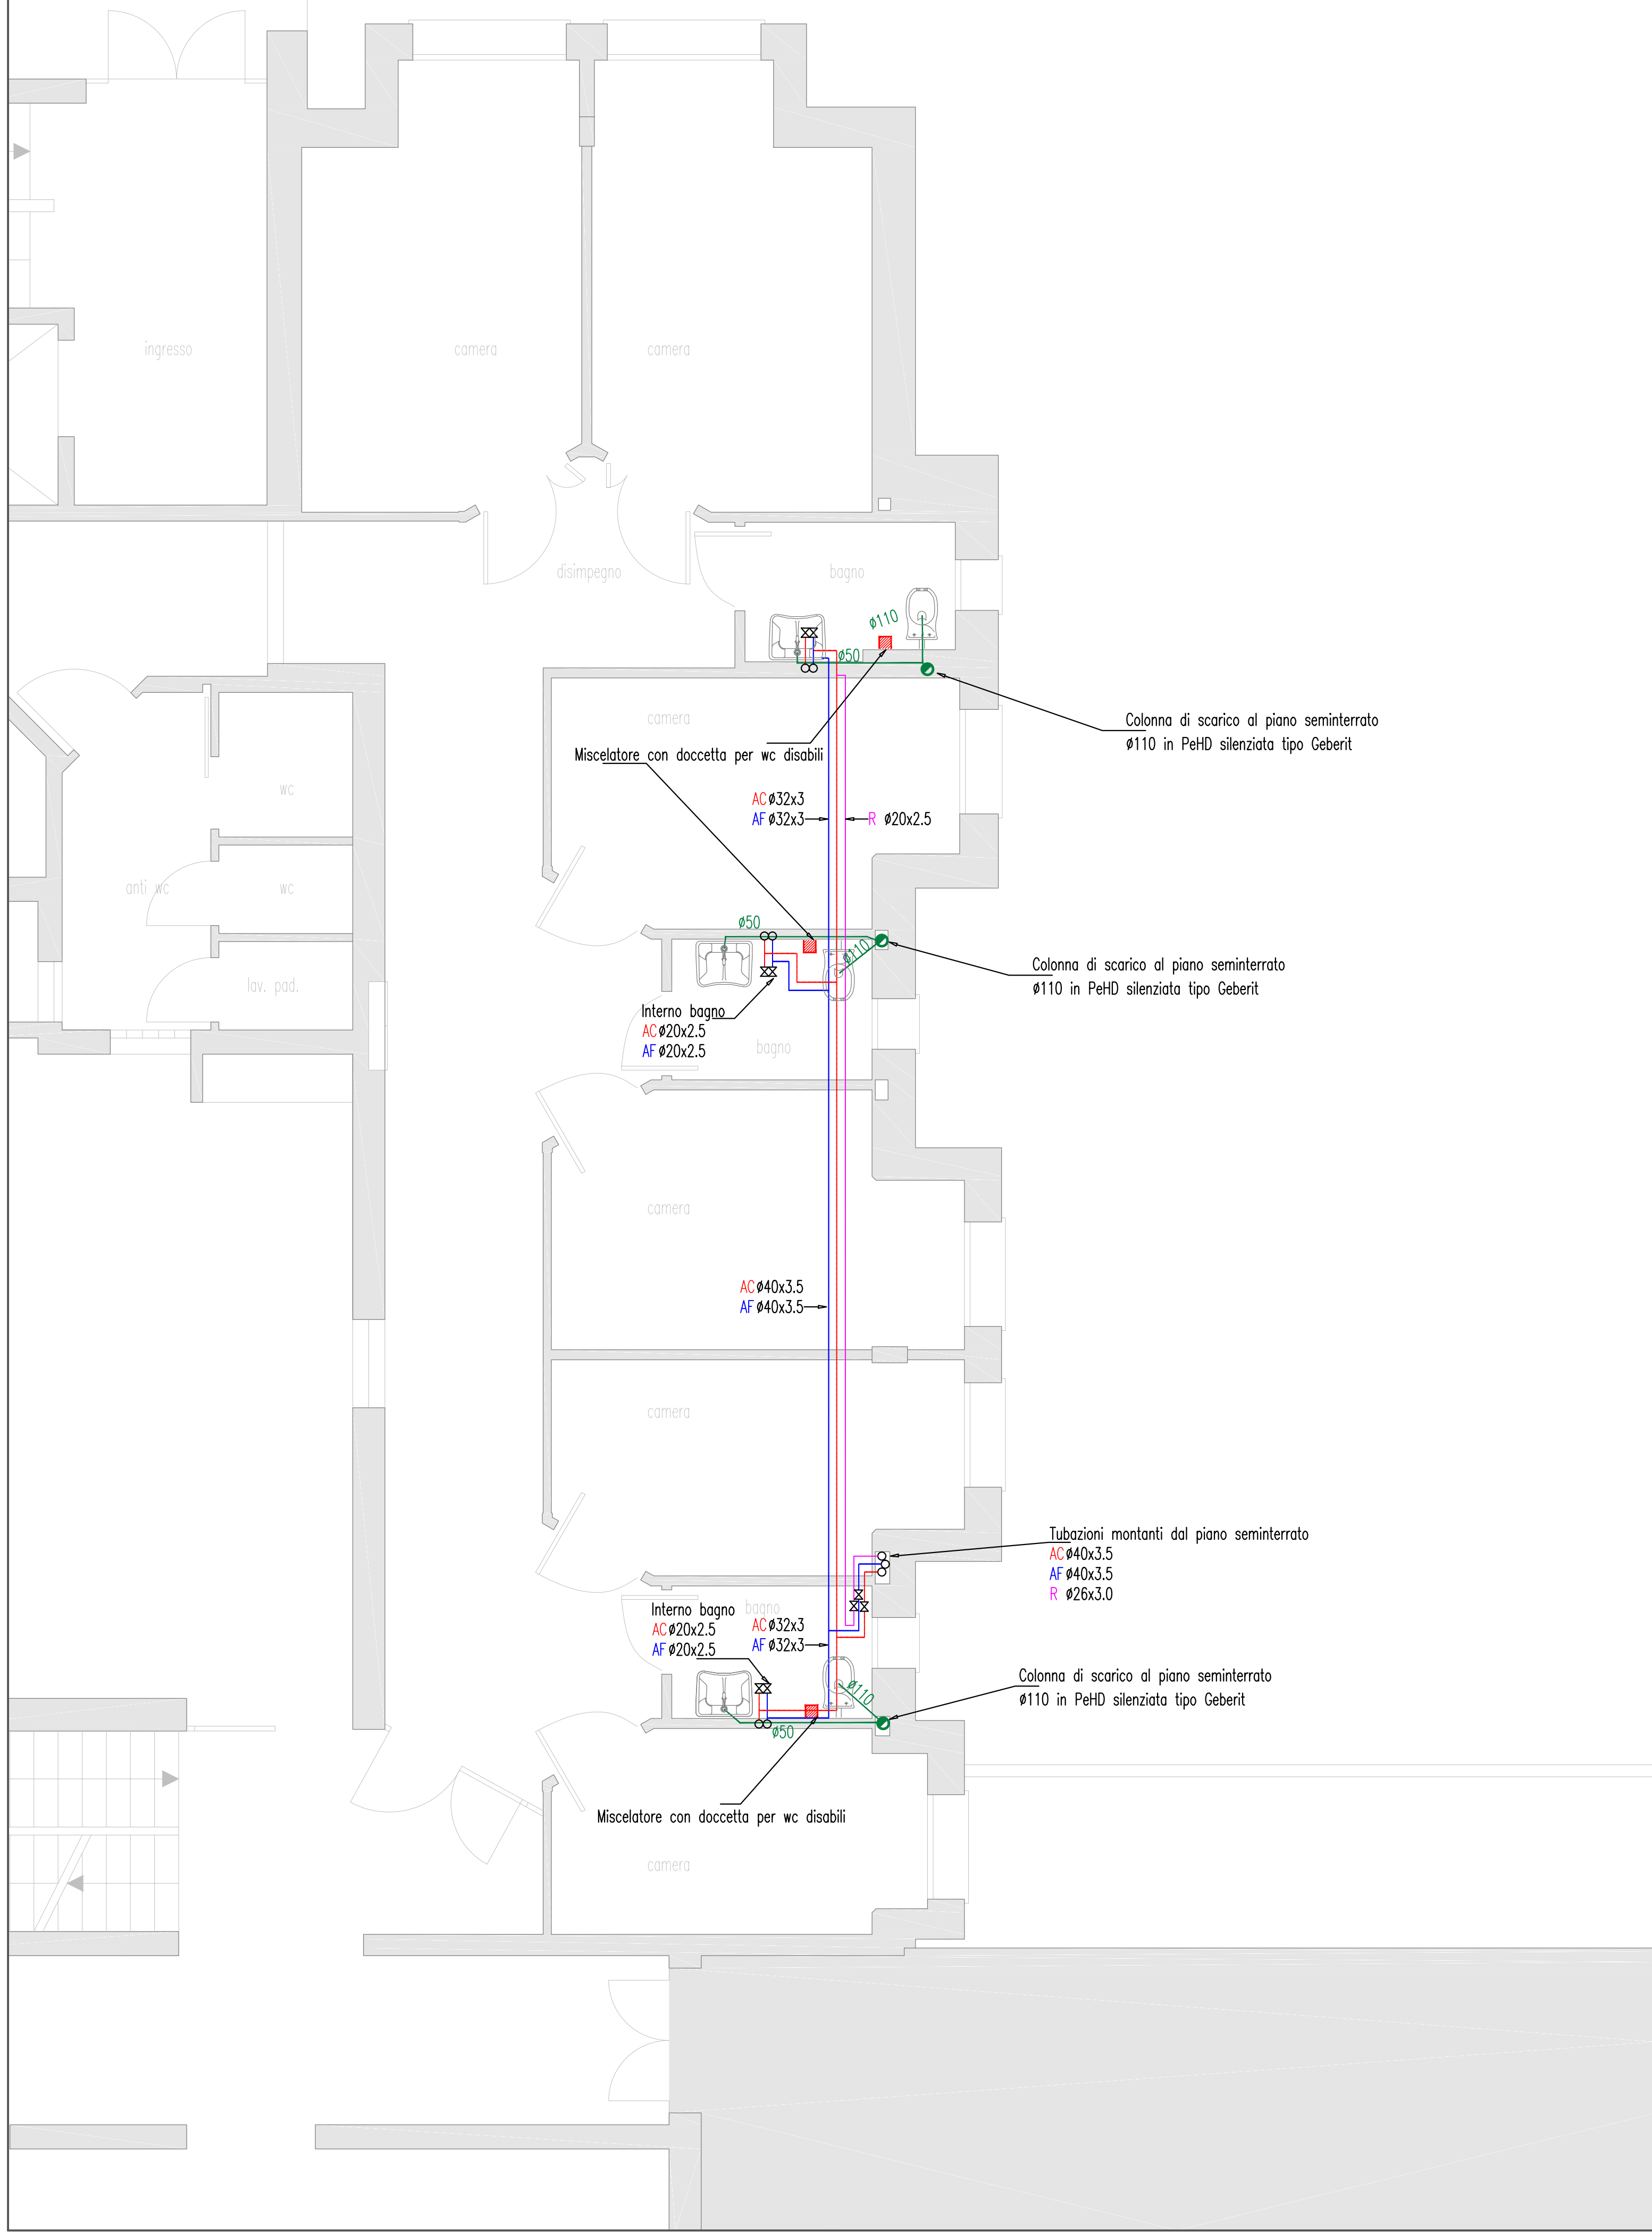 ingresso
camera
camera
disimpegno
bagno
ø110
ø50
camera
Colonna di scarico al piano seminterrato
ø110 in PeHD silenziata tipo Geberit
Miscelatore con doccetta per wc disabili
wc
AC ø32x3
AF ø32x3
R ø20x2.5
anti wc
wc
ø50
ø110
Colonna di scarico al piano seminterrato
ø110 in PeHD silenziata tipo Geberit
lav. pad.
Interno bagno
AC ø20x2.5
AF ø20x2.5
bagno
camera
AC ø40x3.5
AF ø40x3.5
camera
Tubazioni montanti dal piano seminterrato
AC ø40x3.5
AF ø40x3.5
R ø26x3.0
bagno
Interno bagno
AC ø20x2.5
AF ø20x2.5
AC ø32x3
AF ø32x3
Colonna di scarico al piano seminterrato
ø110 in PeHD silenziata tipo Geberit
ø110
ø50
Miscelatore con doccetta per wc disabili
camera